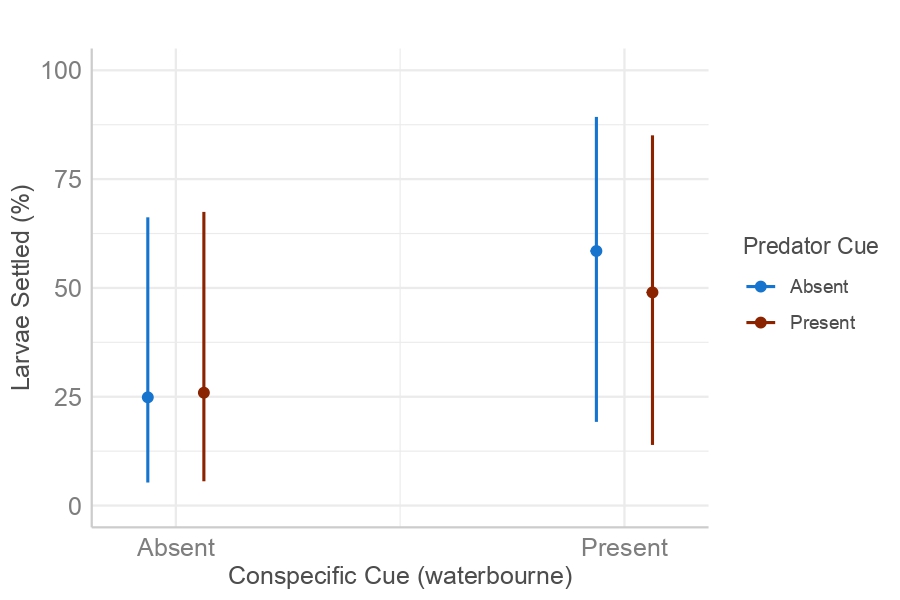 100
75
50
25
0
Larvae Settled (%)
Absent
Present
Conspecific Cue (waterbourne)
Predator Cue
Absent
Present